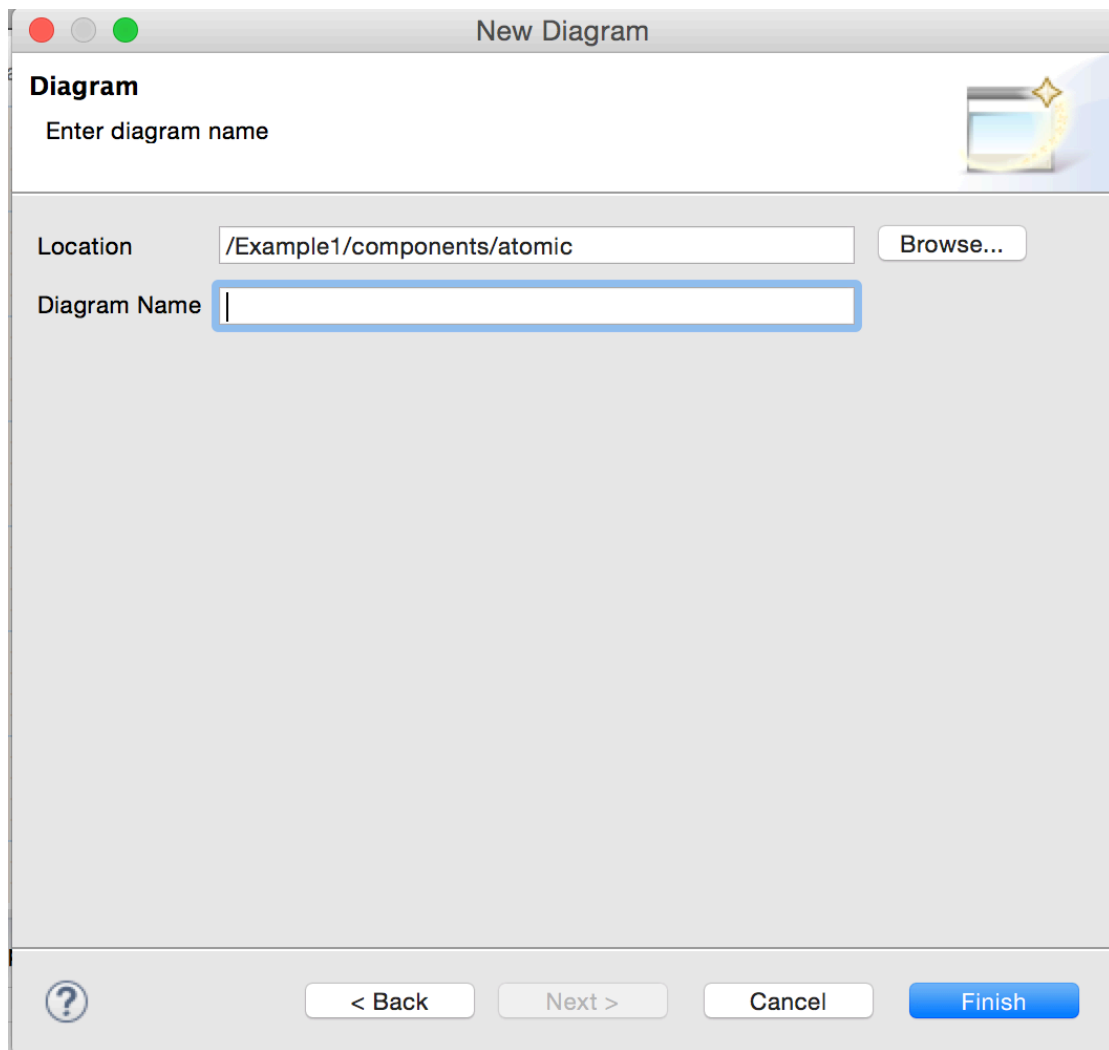 New Diagram
Diagram
Enter diagram name
Location /Example1/components/atomic Browse...
Diagram Name
? < Back Next > Cancel Finish